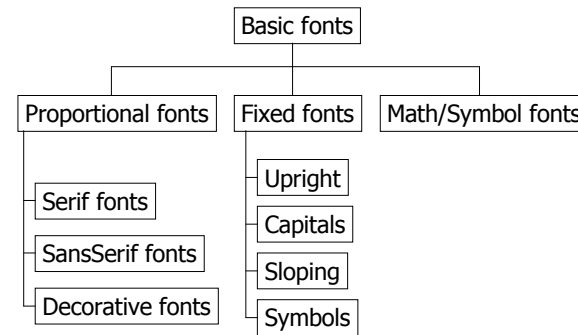 Basic fonts
Proportional fonts
Fixed fonts
Math/Symbol fonts
Serif fonts
SansSerif fonts
Decorative fonts
Upright
Capitals
Sloping
Symbols